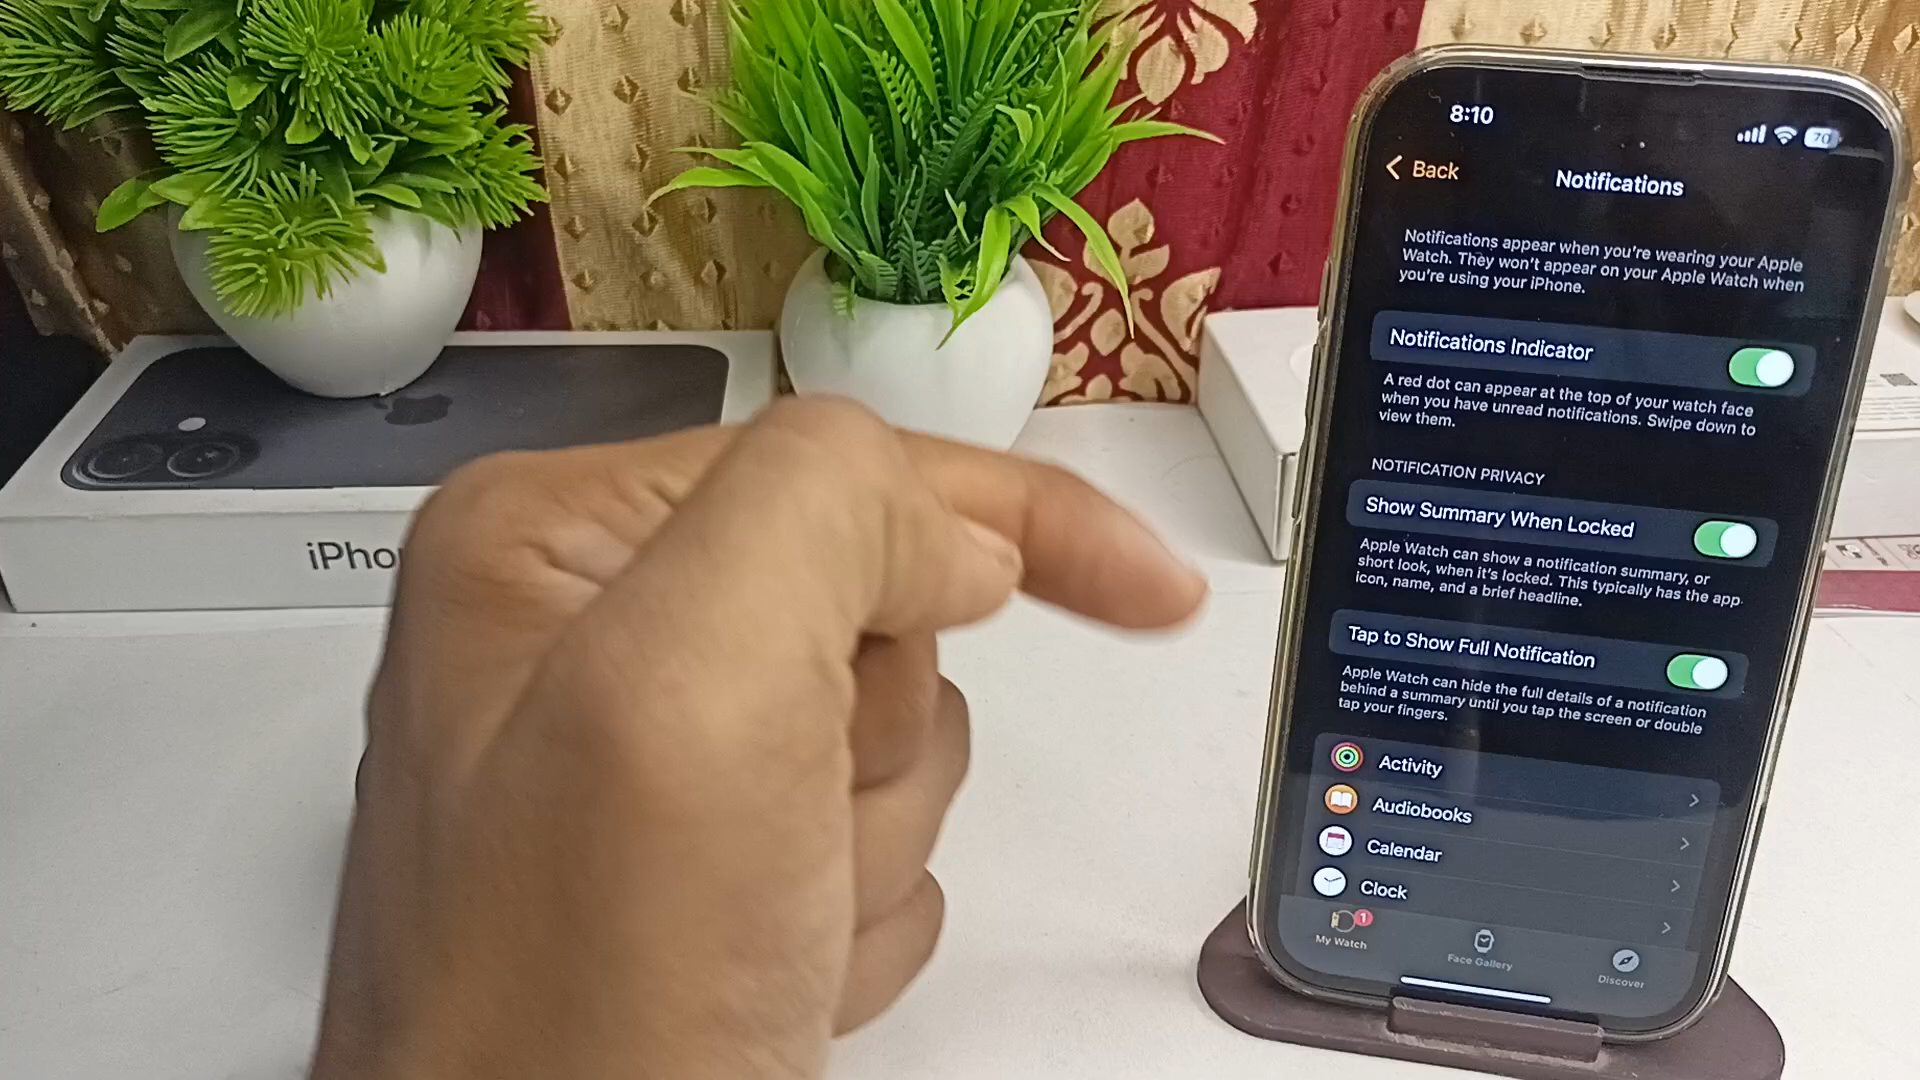 8:10
70
Back
Notifications
Notifications appear when you're wearing your Apple
Watch. They won't appear on your Apple Watch when
you're using your iPhone.
Notifications Indicator
A red dot can appear at the top of your watch face
when you have unread notifications. Swipe down to
view them.
NOTIFICATION PRIVACY
Show Summary When Locked
Apple Watch can show a notification summary, or
short look, when it's locked. This typically has the app
icon, name, and a brief headline.
Tap to Show Full Notification
Apple Watch can hide the full details of a notification
behind a summary until you tap the screen or double
tap your fingers.
Activity
Audiobooks
Calendar
Clock
1
My Watch
Face Gallery
Discover
iPho